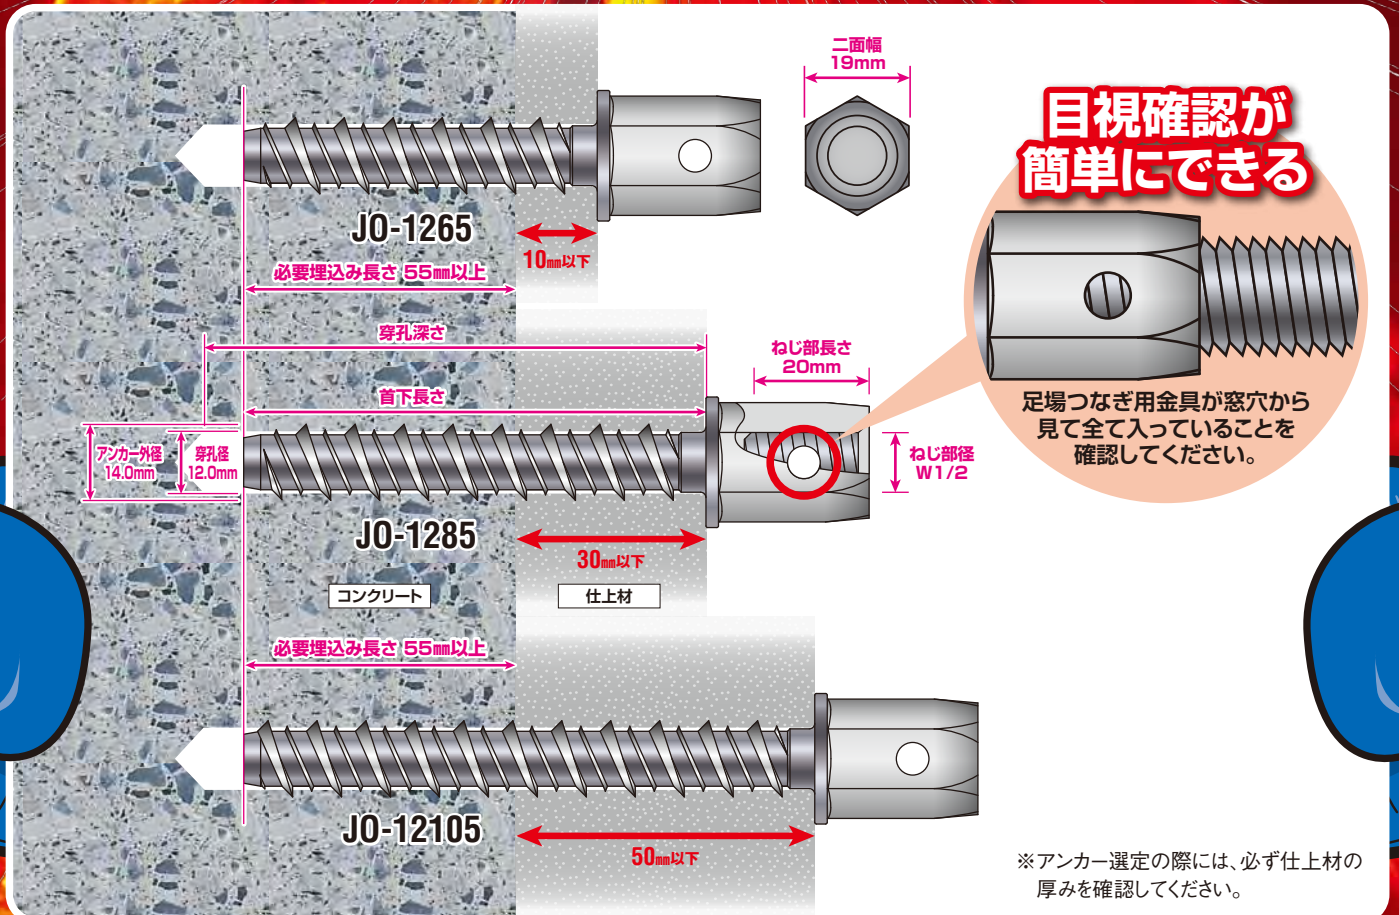 二面幅
19mm
目視確認が
簡単にできる
JO-1265
10mm以下
必要埋込み長さ 55mm以上
穿孔深さ
ねじ部長さ
20mm
首下長さ
足場つなぎ用金具が窓穴から
見て全て入っていることを
確認してください。
アンカー外径
14.0mm
穿孔径
12.0mm
ねじ部径
W1/2
JO-1285
30mm以下
コンクリート
仕上材
必要埋込み長さ 55mm以上
JO-12105
50mm以下
※アンカー選定の際には、必ず仕上材の
厚みを確認してください。